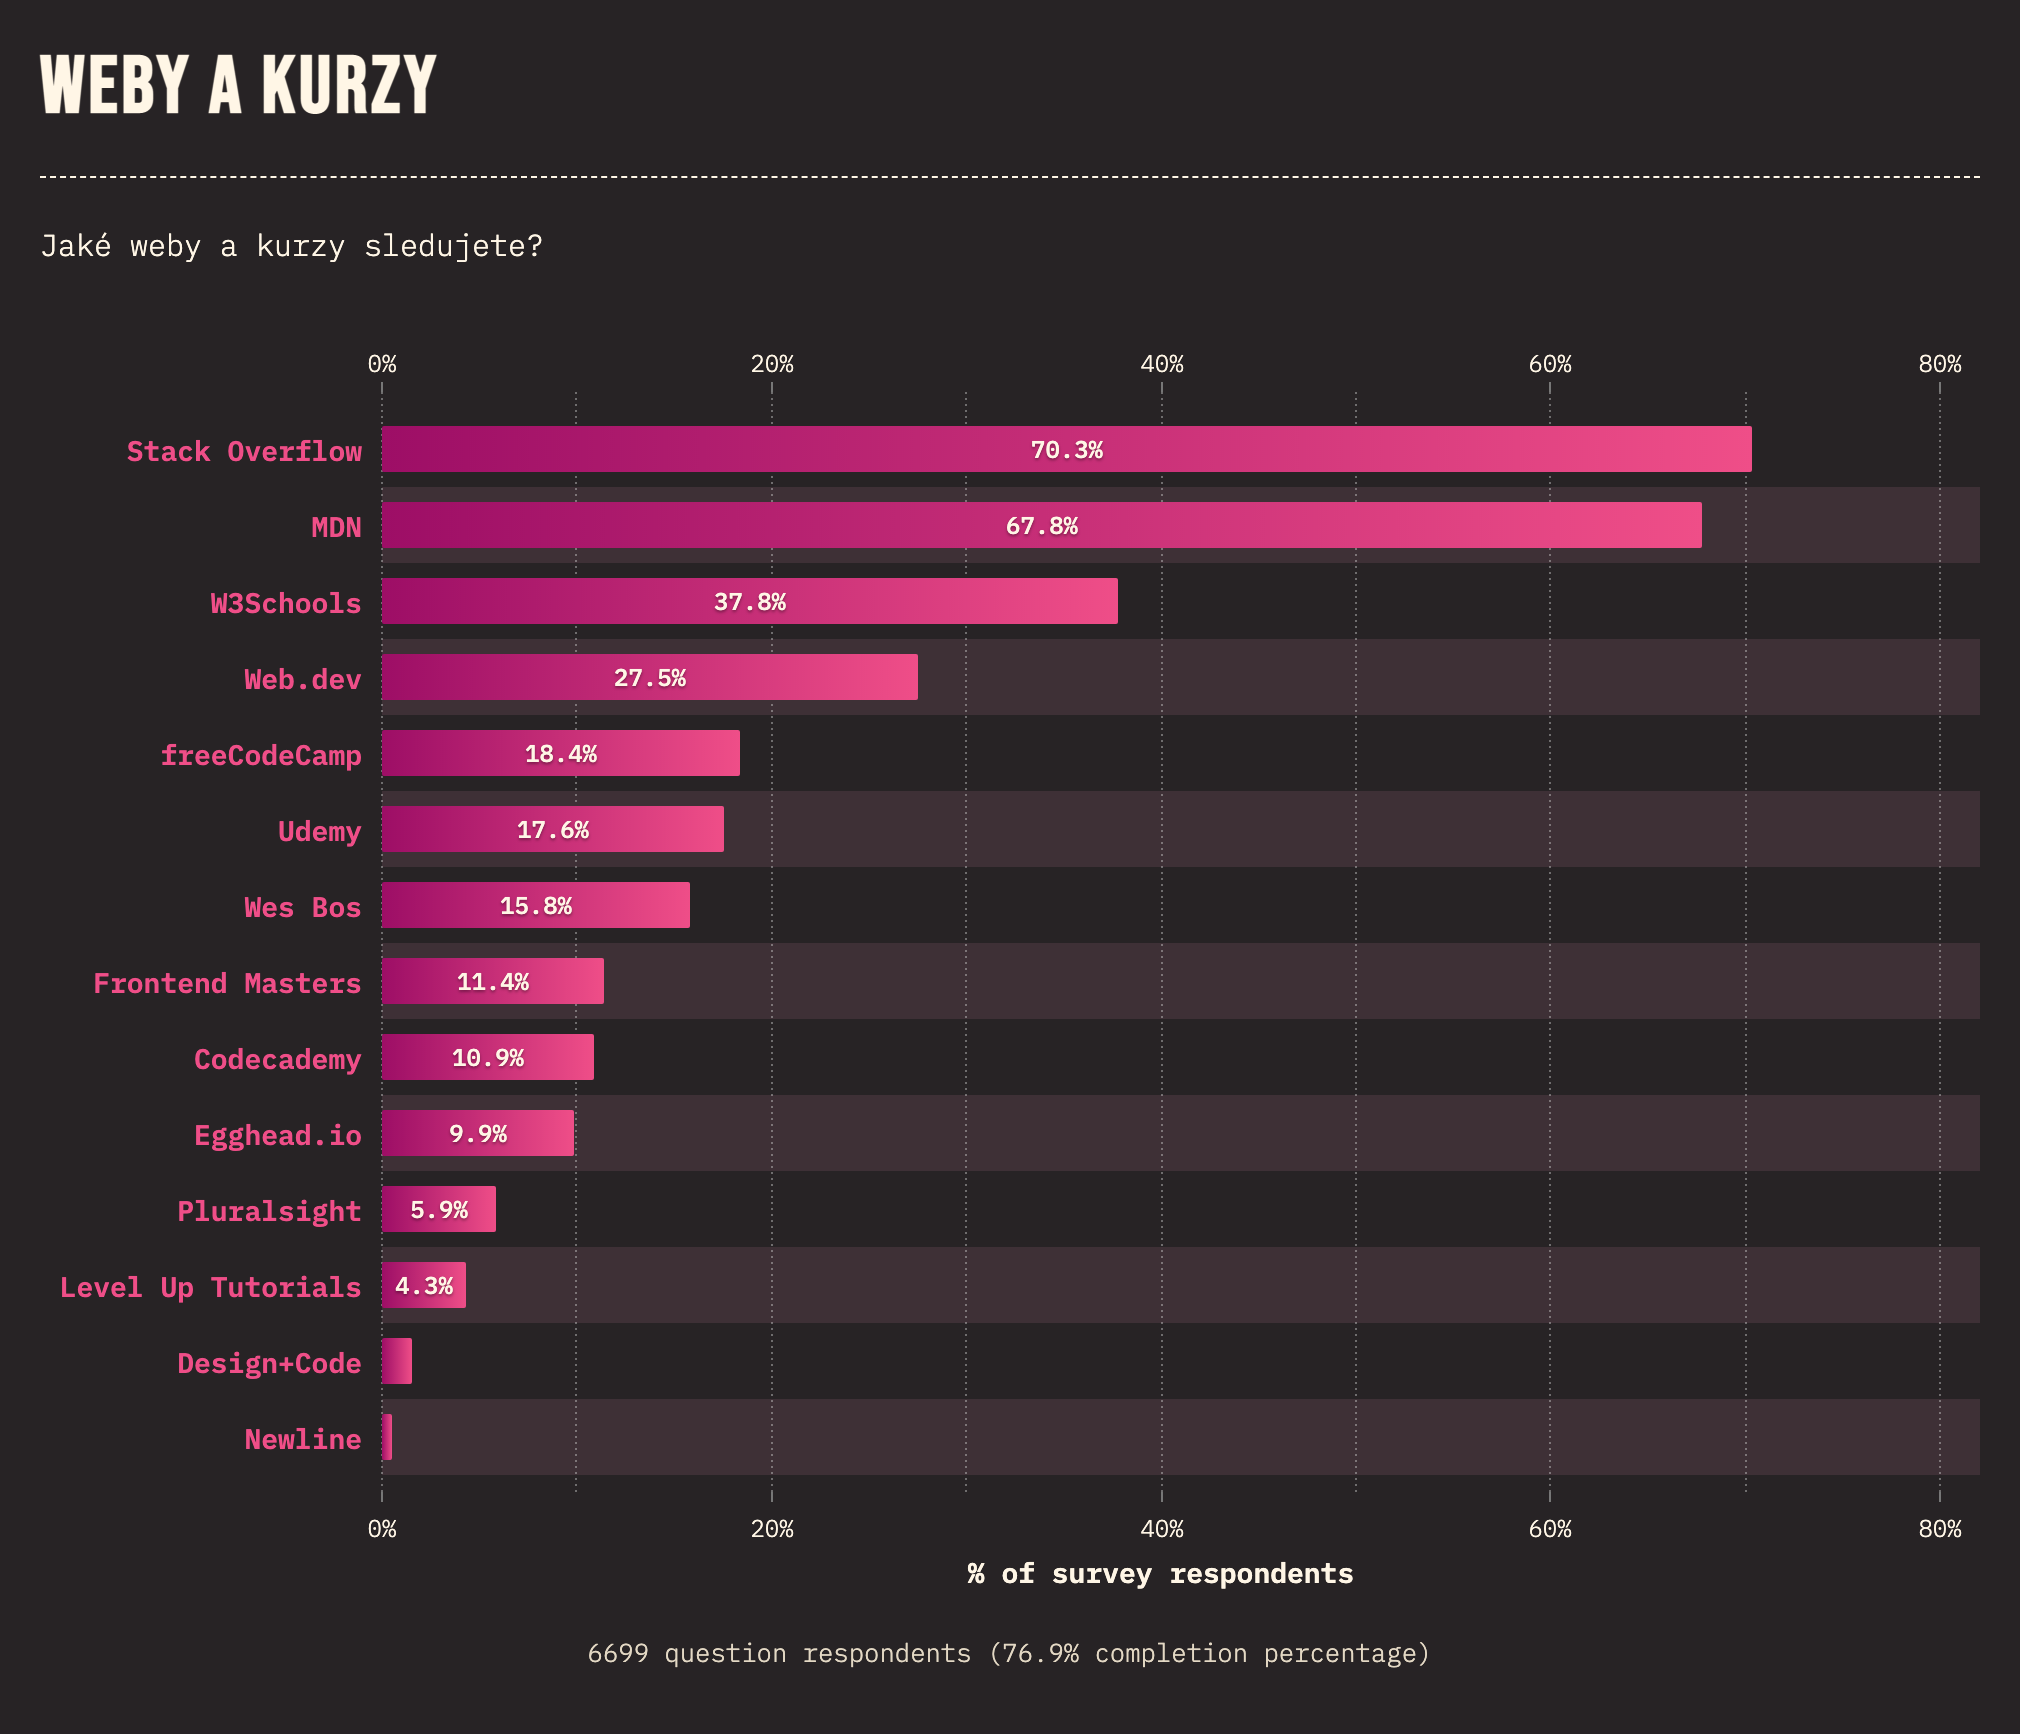 WEBY A KURZY
Jaké weby a kurzy sledujete?
0% 20% 40% 60% 80%
Stack Overflow 70.3%
MDN 67.8%
W3Schools 37.8%
Web.dev 27.5%
freeCodeCamp 18.4%
Udemy 17.6%
Wes Bos 15.8%
Frontend Masters 11.4%
Codecademy 10.9%
Egghead.io 9.9%
Pluralsight 5.9%
Level Up Tutorials 4.3%
Design+Code
Newline
0% 20% 40% 60% 80%
% of survey respondents
6699 question respondents (76.9% completion percentage)